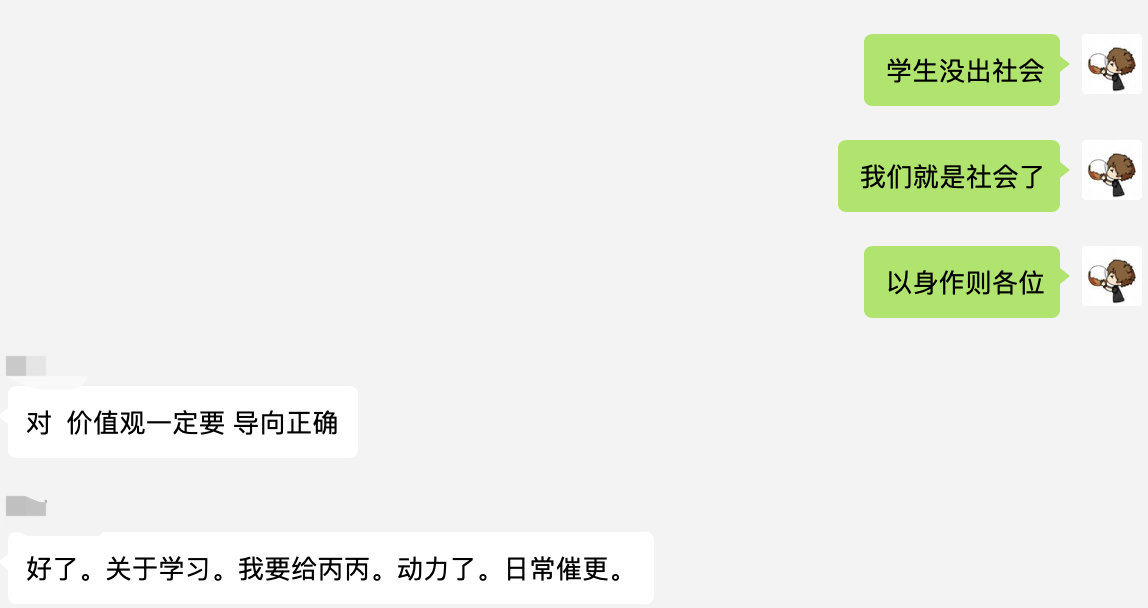 学生没出社会
我们就是社会了
以身作则各位
对 价值观一定要 导向正确
好了。关于学习。我要给丙丙。动力了。日常催更。